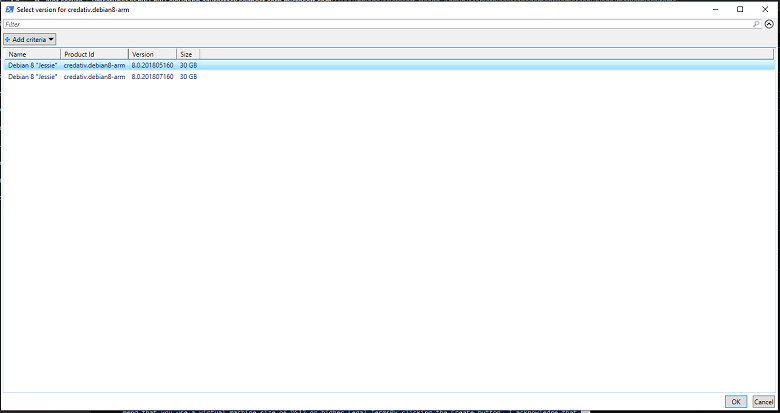 Select version for credativ.debian8-arm
Filter
Add criteria
Name Product Id Version Size
Debian 8 "Jessie" credativ.debian8-arm 8.0.201805160 30 GB
Debian 8 "Jessie" credativ.debian8-arm 8.0.201807160 30 GB
OK Cancel